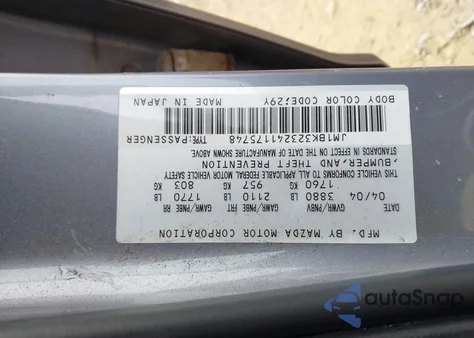 MFD. BY MAZDA MOTOR CORPORATION
04/04 GVWR/PNBV GAWR/PNBE FRT GAWR/PNBE RR
3880 LB 2110 LB 1770 LB
1760 KG 957 KG 803 KG
THIS VEHICLE CONFORMS TO ALL APPLICABLE FEDERAL MOTOR VEHICLE SAFETY
, BUMPER, AND THEFT PREVENTION
STANDARDS IN EFFECT ON THE DATE OF MANUFACTURE SHOWN ABOVE.
JM1BK323241175748 TYPE:PASSENGER
MADE IN JAPAN
BODY COLOR CODE;29Y
autoSnap